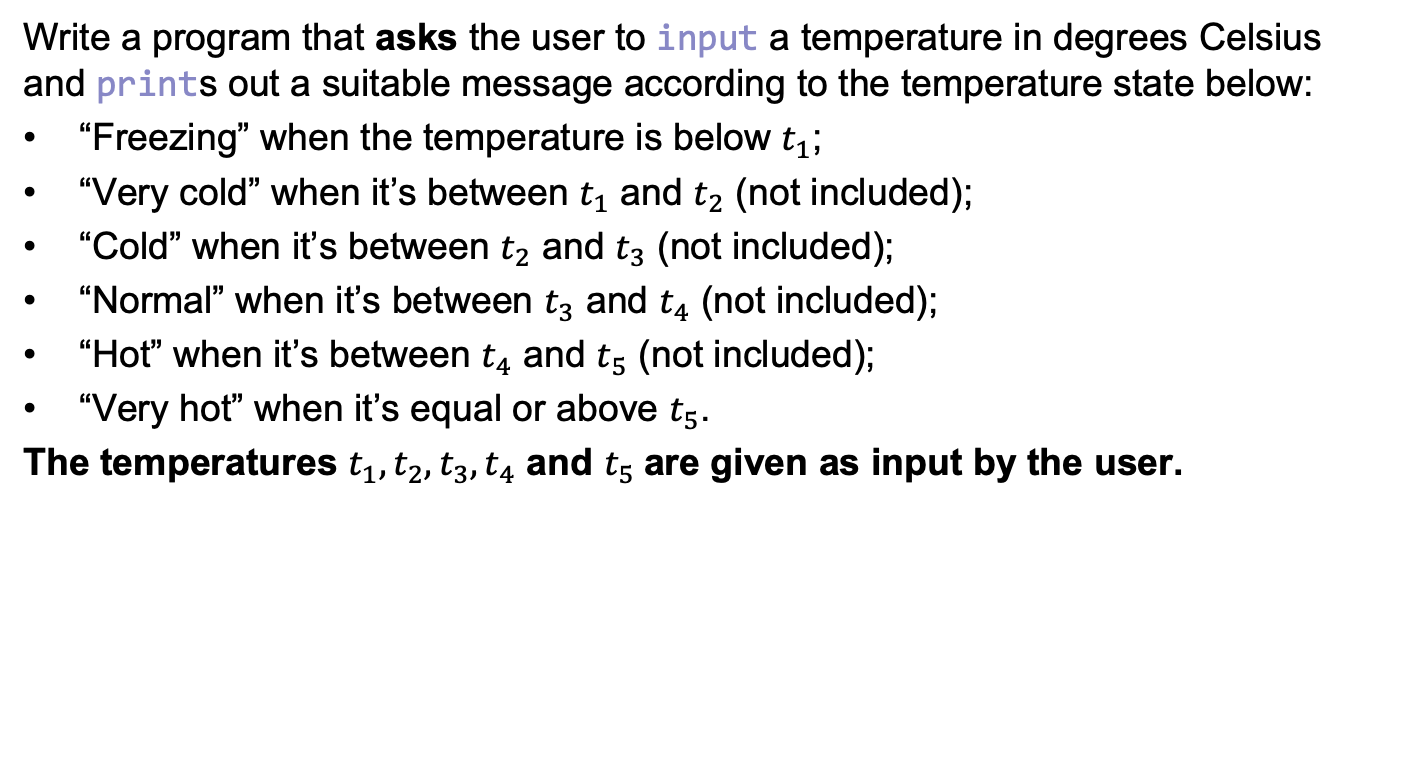 Write a program that asks the user to input a temperature in degrees Celsius
and prints out a suitable message according to the temperature state below:
• “Freezing” when the temperature is below t₁;
• “Very cold” when it’s between t₁ and t₂ (not included);
• “Cold” when it’s between t₂ and t₃ (not included);
• “Normal” when it’s between t₃ and t₄ (not included);
• “Hot” when it’s between t₄ and t₅ (not included);
• “Very hot” when it’s equal or above t₅.
The temperatures t₁, t₂, t₃, t₄ and t₅ are given as input by the user.